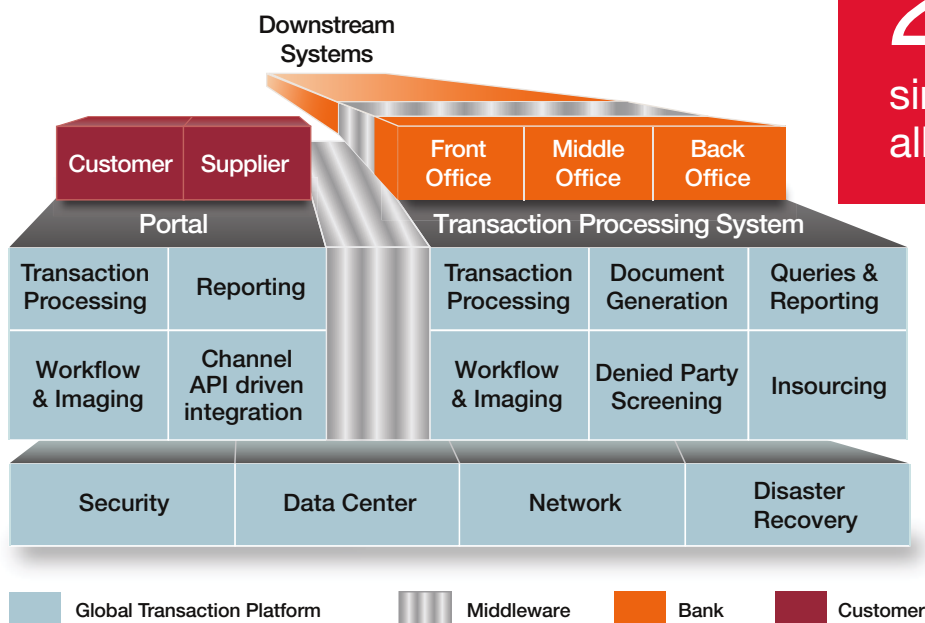 Downstream
Systems
Customer
Supplier
Front
Office
Middle
Office
Back
Office
Portal
Transaction Processing System
Transaction
Processing
Reporting
Transaction
Processing
Document
Generation
Queries &
Reporting
Workflow
& Imaging
Channel
API driven
integration
Workflow
& Imaging
Denied Party
Screening
Insourcing
Security
Data Center
Network
Disaster
Recovery
Global Transaction Platform
Middleware
Bank
Customer